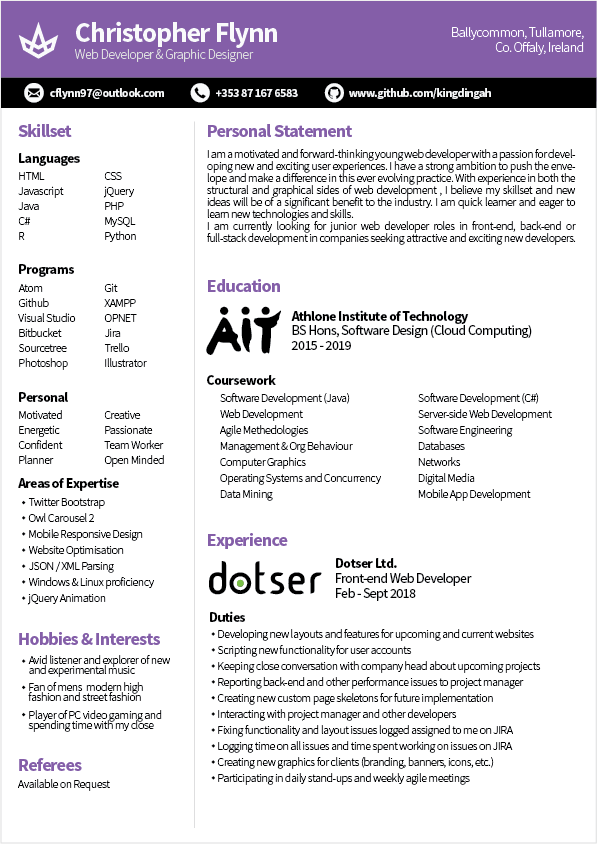 Christopher Flynn
Web Developer & Graphic Designer
Ballycommon, Tullamore,
Co. Offaly, Ireland
cflynn97@outlook.com
+353 87 167 6583
www.github.com/kingdingah
Skillset
Languages
HTML CSS
Javascript jQuery
Java PHP
C# MySQL
R Python
Programs
Atom Git
Github XAMPP
Visual Studio OPNET
Bitbucket Jira
Sourcetree Trello
Photoshop Illustrator
Personal
Motivated Creative
Energetic Passionate
Confident Team Worker
Planner Open Minded
Areas of Expertise
• Twitter Bootstrap
• Owl Carousel 2
• Mobile Responsive Design
• Website Optimisation
• JSON / XML Parsing
• Windows & Linux proficiency
• jQuery Animation
Hobbies & Interests
• Avid listener and explorer of new
and experimental music
• Fan of mens modern high
fashion and street fashion
• Player of PC video gaming and
spending time with my close
Referees
Available on Request
Personal Statement
I am a motivated and forward-thinking young web developer with a passion for devel-
oping new and exciting user experiences. I have a strong ambition to push the enve-
lope and make a difference in this ever evolving practice. With experience in both the
structural and graphical sides of web development , I believe my skillset and new
ideas will be of a significant benefit to the industry. I am quick learner and eager to
learn new technologies and skills.
I am currently looking for junior web developer roles in front-end, back-end or
full-stack development in companies seeking attractive and exciting new developers.
Education
AIT
Athlone Institute of Technology
BS Hons, Software Design (Cloud Computing)
2015 - 2019
Coursework
Software Development (Java) Software Development (C#)
Web Development Server-side Web Development
Agile Methedologies Software Engineering
Management & Org Behaviour Databases
Computer Graphics Networks
Operating Systems and Concurrency Digital Media
Data Mining Mobile App Development
Experience
dotser
Dotser Ltd.
Front-end Web Developer
Feb - Sept 2018
Duties
• Developing new layouts and features for upcoming and current websites
• Scripting new functionality for user accounts
• Keeping close conversation with company head about upcoming projects
• Reporting back-end and other performance issues to project manager
• Creating new custom page skeletons for future implementation
• Interacting with project manager and other developers
• Fixing functionality and layout issues logged assigned to me on JIRA
• Logging time on all issues and time spent working on issues on JIRA
• Creating new graphics for clients (branding, banners, icons, etc.)
• Participating in daily stand-ups and weekly agile meetings